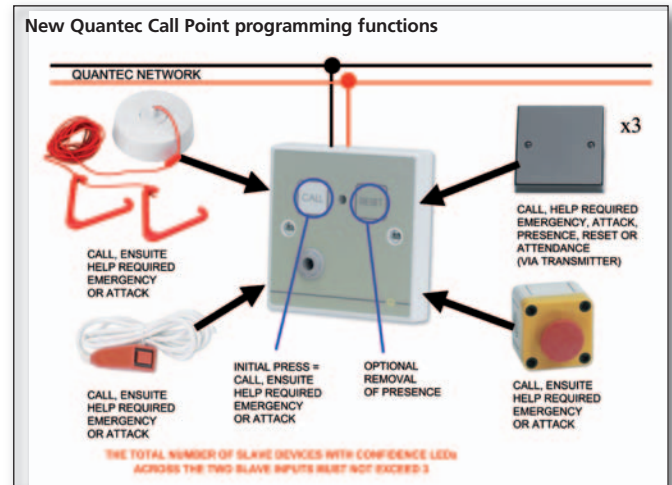 New Quantec Call Point programming functions
QUANTEC NETWORK
x3
CALL, ENSUITE
HELP REQUIRED
EMERGENCY
OR ATTACK
CALL
RESET
CALL, HELP REQUIRED
EMERGENCY, ATTACK,
PRESENCE, RESET OR
ATTENDANCE
(VIA TRANSMITTER)
CALL, ENSUITE
HELP REQUIRED
EMERGENCY
OR ATTACK
INITIAL PRESS =
CALL, ENSUITE
HELP REQUIRED
EMERGENCY
OR ATTACK
OPTIONAL
REMOVAL
OF PRESENCE
CALL, ENSUITE
HELP REQUIRED
EMERGENCY
OR ATTACK
THE TOTAL NUMBER OF SLAVE DEVICES WITH CONFIDENCE LEDs
ACROSS THE TWO SLAVE INPUTS MUST NOT EXCEED 3